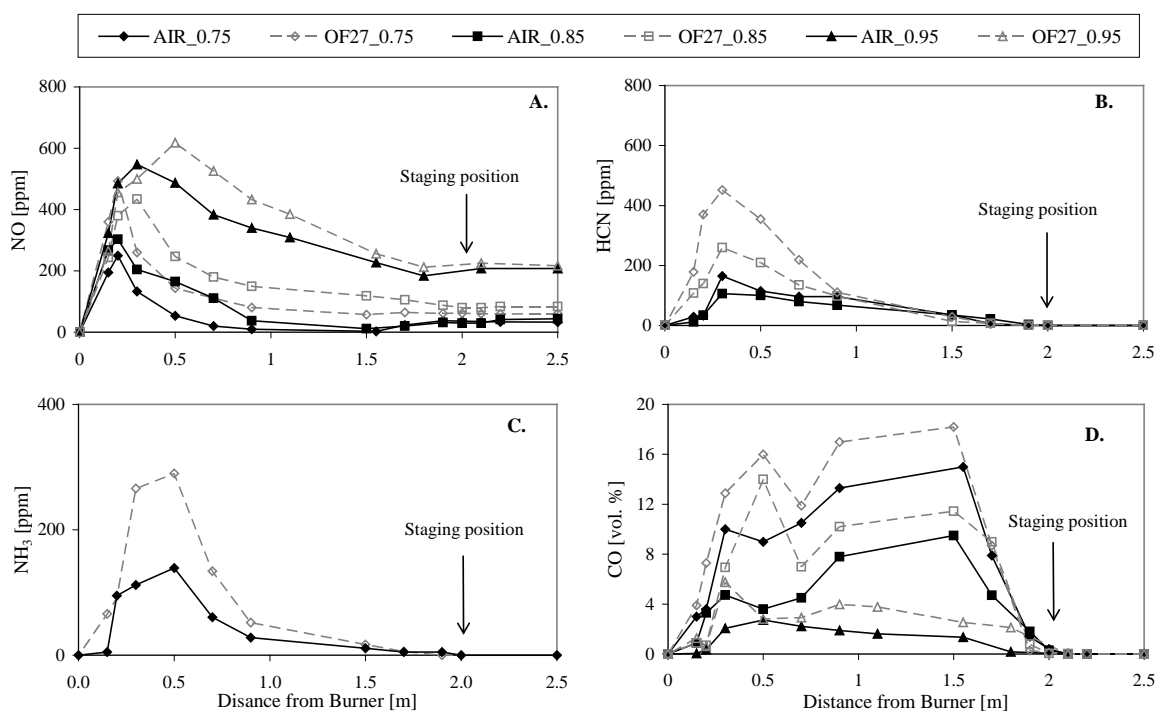 AIR_0.75 OF27_0.75 AIR_0.85 OF27_0.85 AIR_0.95 OF27_0.95
A.
NO [ppm]
800
600
400
200
0
Staging position
0 0.5 1 1.5 2 2.5
B.
HCN [ppm]
800
600
400
200
0
Staging position
0 0.5 1 1.5 2 2.5
C.
NH3 [ppm]
400
200
0
Staging position
0.0 0.5 1.0 1.5 2.0 2.5
Disance from Burner [m]
D.
CO [vol. %]
20
16
12
8
4
0
Staging position
0 0.5 1 1.5 2 2.5
Distance from Burner [m]